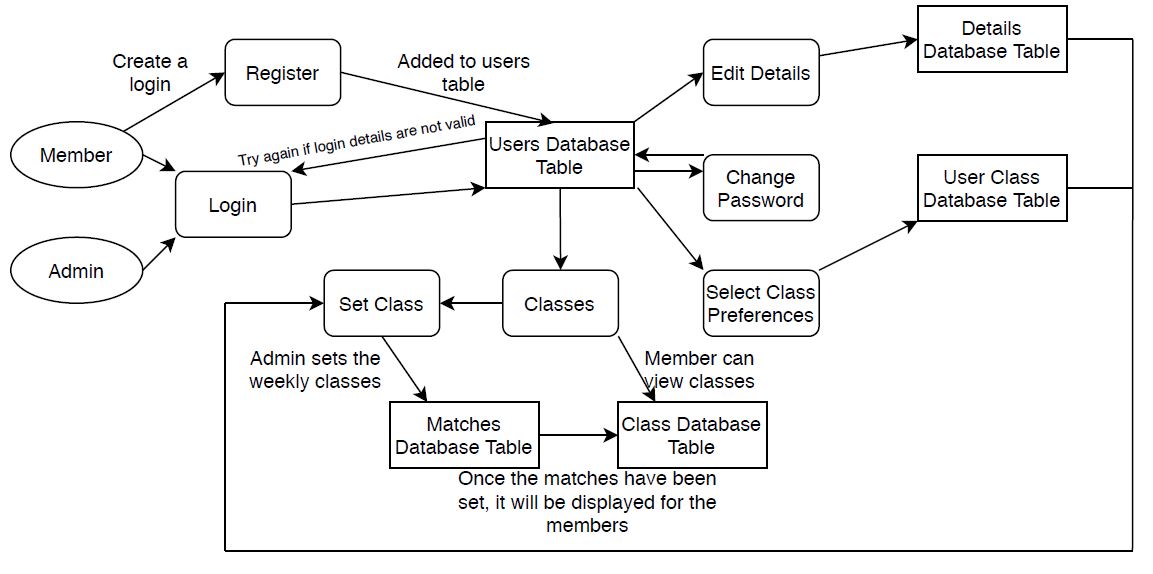 Details
Database Table
Create a
login
Register
Added to users
table
Edit Details
Try again if login details are not valid
Users Database
Table
Member
Change
Password
User Class
Database Table
Login
Admin
Set Class
Classes
Select Class
Preferences
Admin sets the
weekly classes
Member can
view classes
Matches
Database Table
Class Database
Table
Once the matches have been
set, it will be displayed for the
members